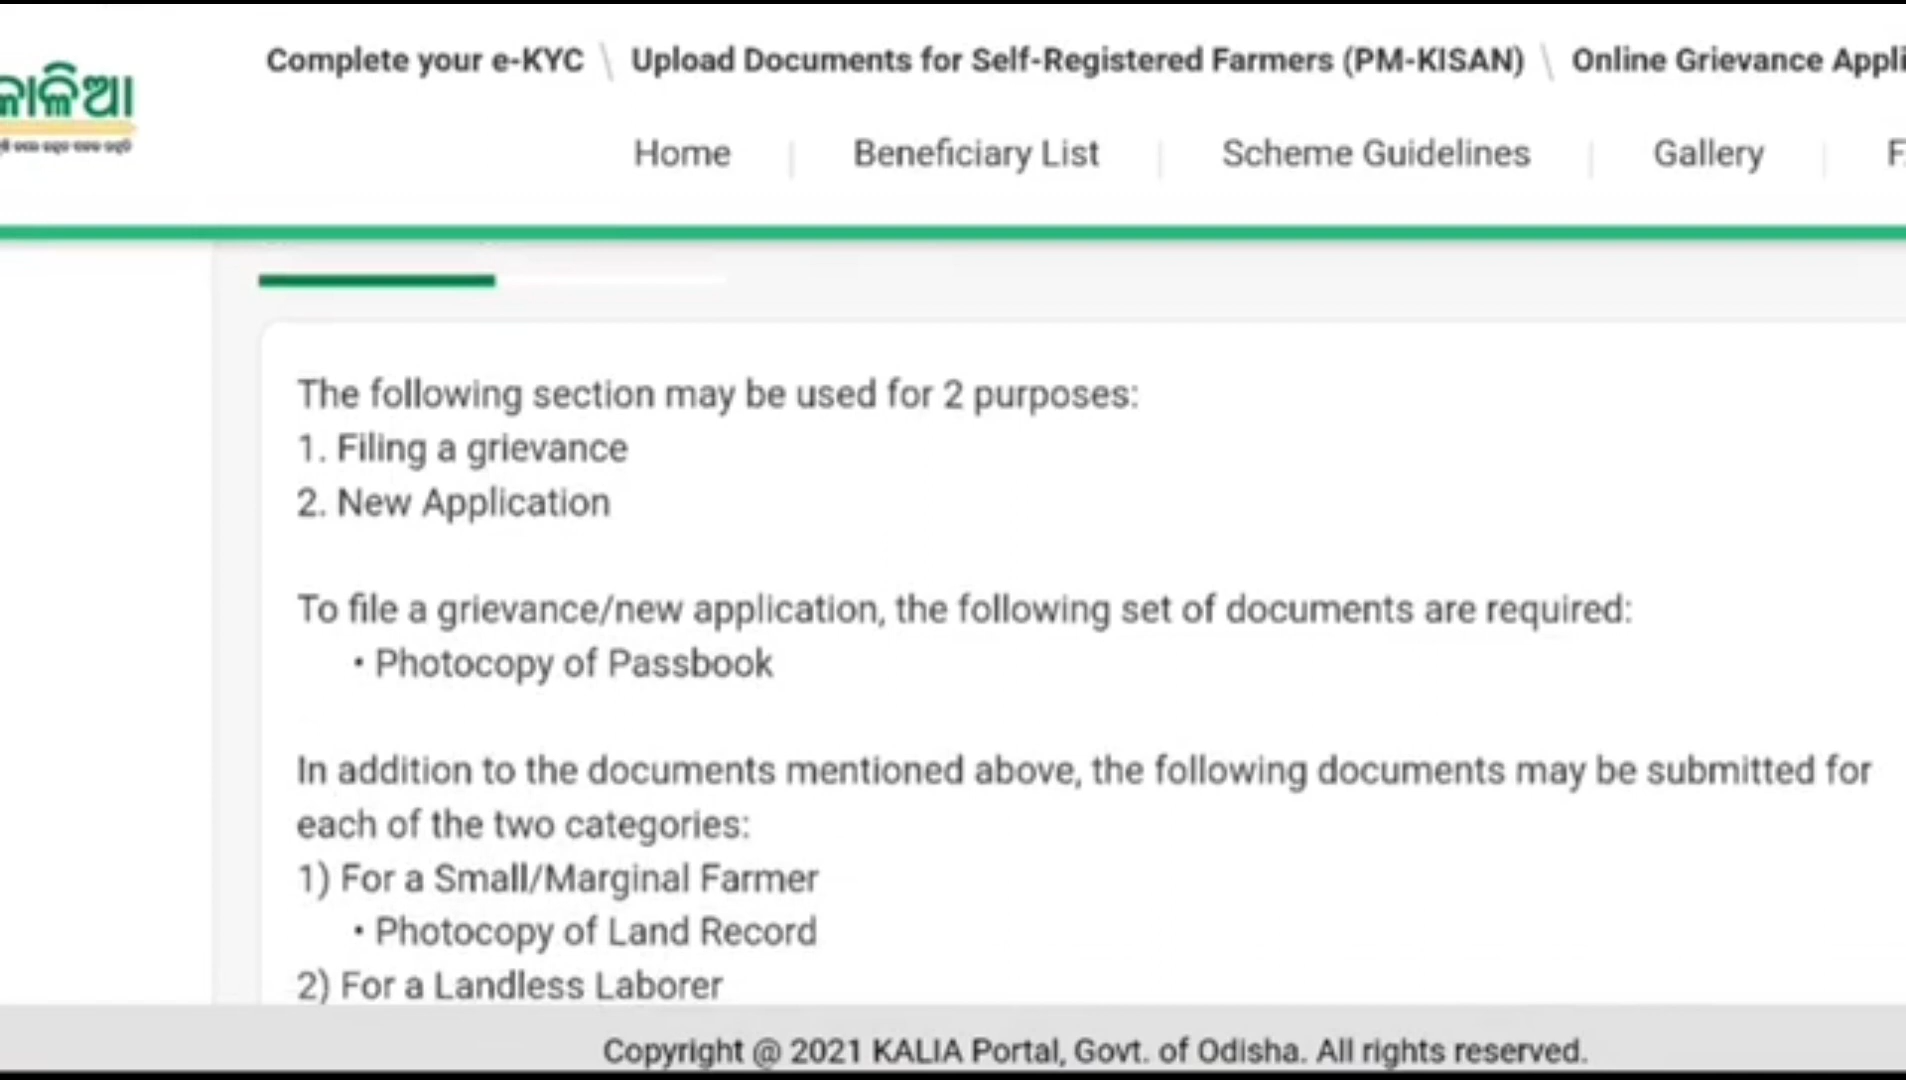 Complete your e-KYC \ Upload Documents for Self-Registered Farmers (PM-KISAN) \ Online Grievance Appli
କାଳିଆ
Home | Beneficiary List | Scheme Guidelines | Gallery | F
The following section may be used for 2 purposes:
1. Filing a grievance
2. New Application
To file a grievance/new application, the following set of documents are required:
• Photocopy of Passbook
In addition to the documents mentioned above, the following documents may be submitted for
each of the two categories:
1) For a Small/Marginal Farmer
• Photocopy of Land Record
2) For a Landless Laborer
Copyright @ 2021 KALIA Portal, Govt. of Odisha. All rights reserved.